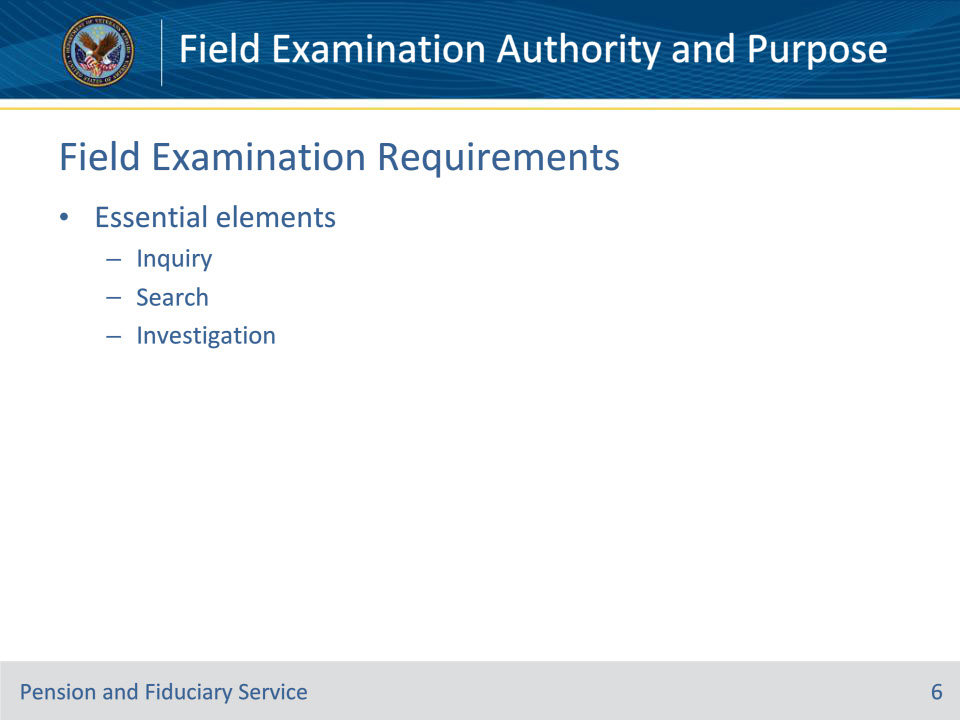 Field Examination Authority and Purpose
Field Examination Requirements
• Essential elements
– Inquiry
– Search
– Investigation
Pension and Fiduciary Service
6